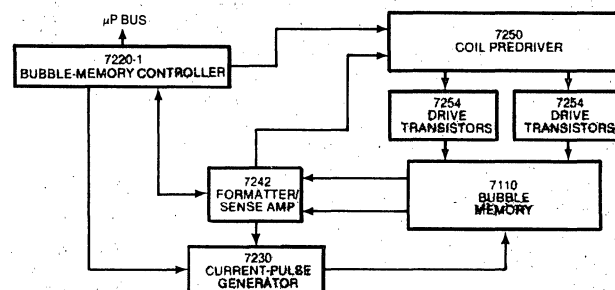 µP BUS
7220-1
BUBBLE-MEMORY CONTROLLER
7250
COIL PREDRIVER
7254
DRIVE
TRANSISTORS
7254
DRIVE
TRANSISTORS
7242
FORMATTER/
SENSE AMP
7110
BUBBLE
MEMORY
7230
CURRENT-PULSE
GENERATOR